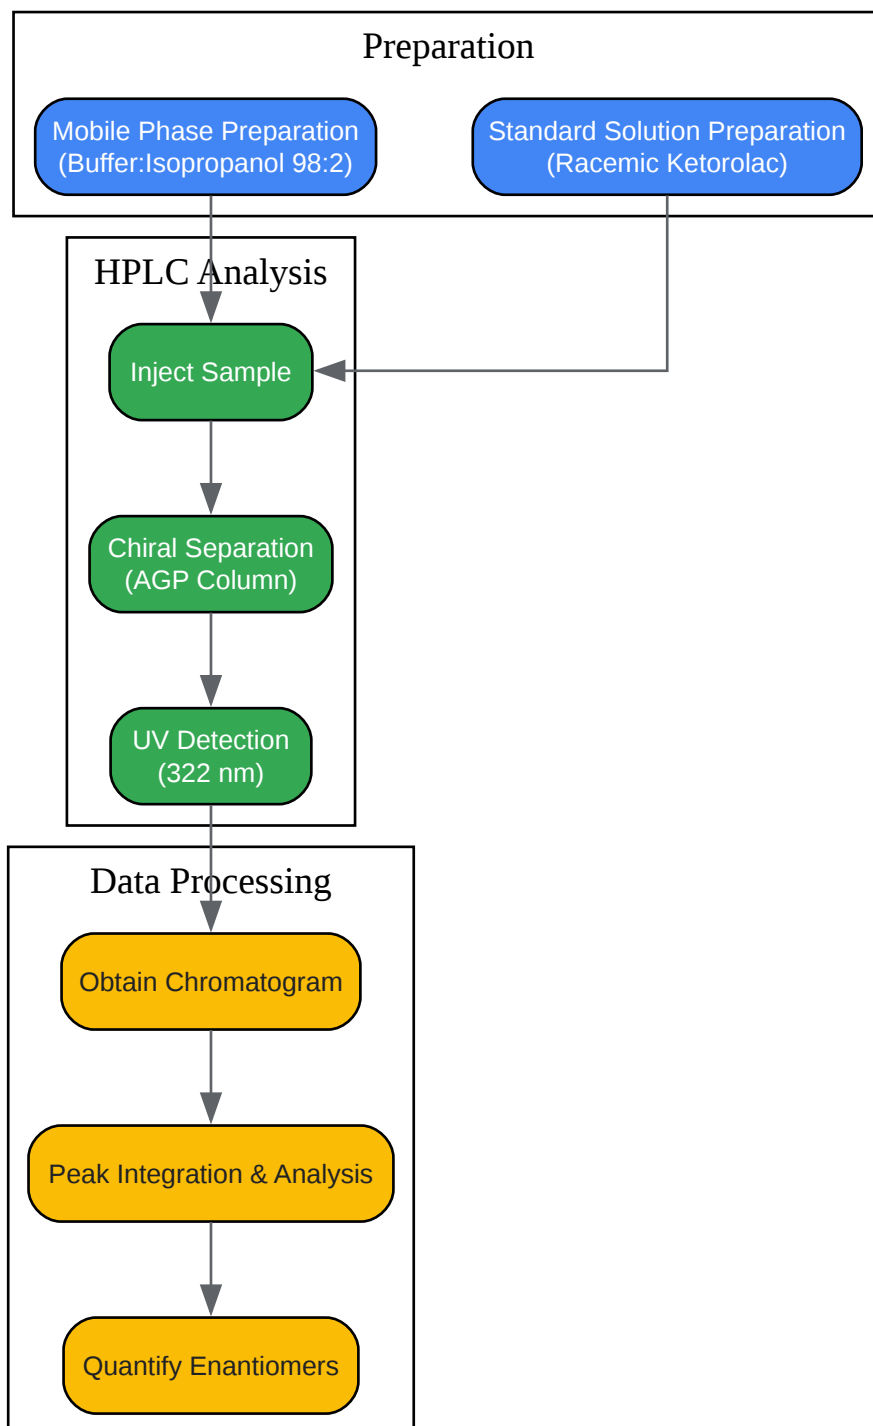 Preparation
Mobile Phase Preparation
(Buffer:Isopropanol 98:2)
Standard Solution Preparation
(Racemic Ketorolac)
HPLC Analysis
Inject Sample
Chiral Separation
(AGP Column)
UV Detection
(322 nm)
Data Processing
Obtain Chromatogram
Peak Integration & Analysis
Quantify Enantiomers